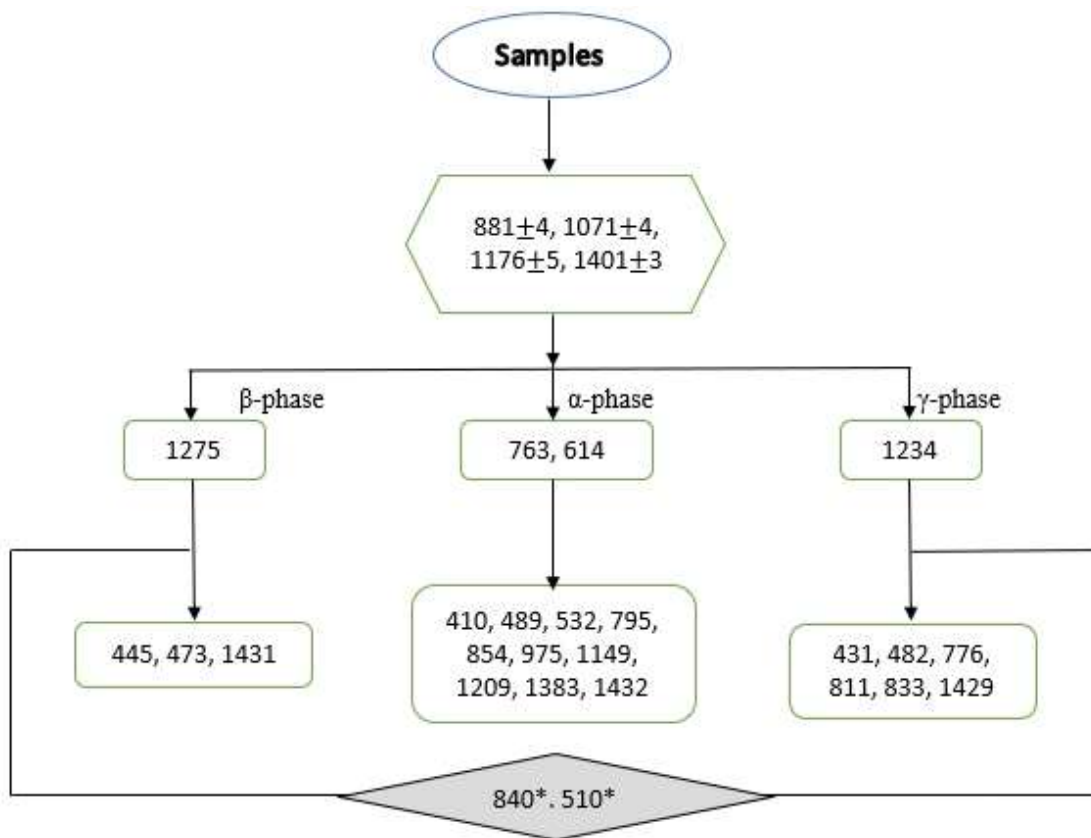 Samples
881±4, 1071±4,
1176±5, 1401±3
β-phase
α-phase
γ-phase
1275
763, 614
1234
445, 473, 1431
410, 489, 532, 795,
854, 975, 1149,
1209, 1383, 1432
431, 482, 776,
811, 833, 1429
840*. 510*